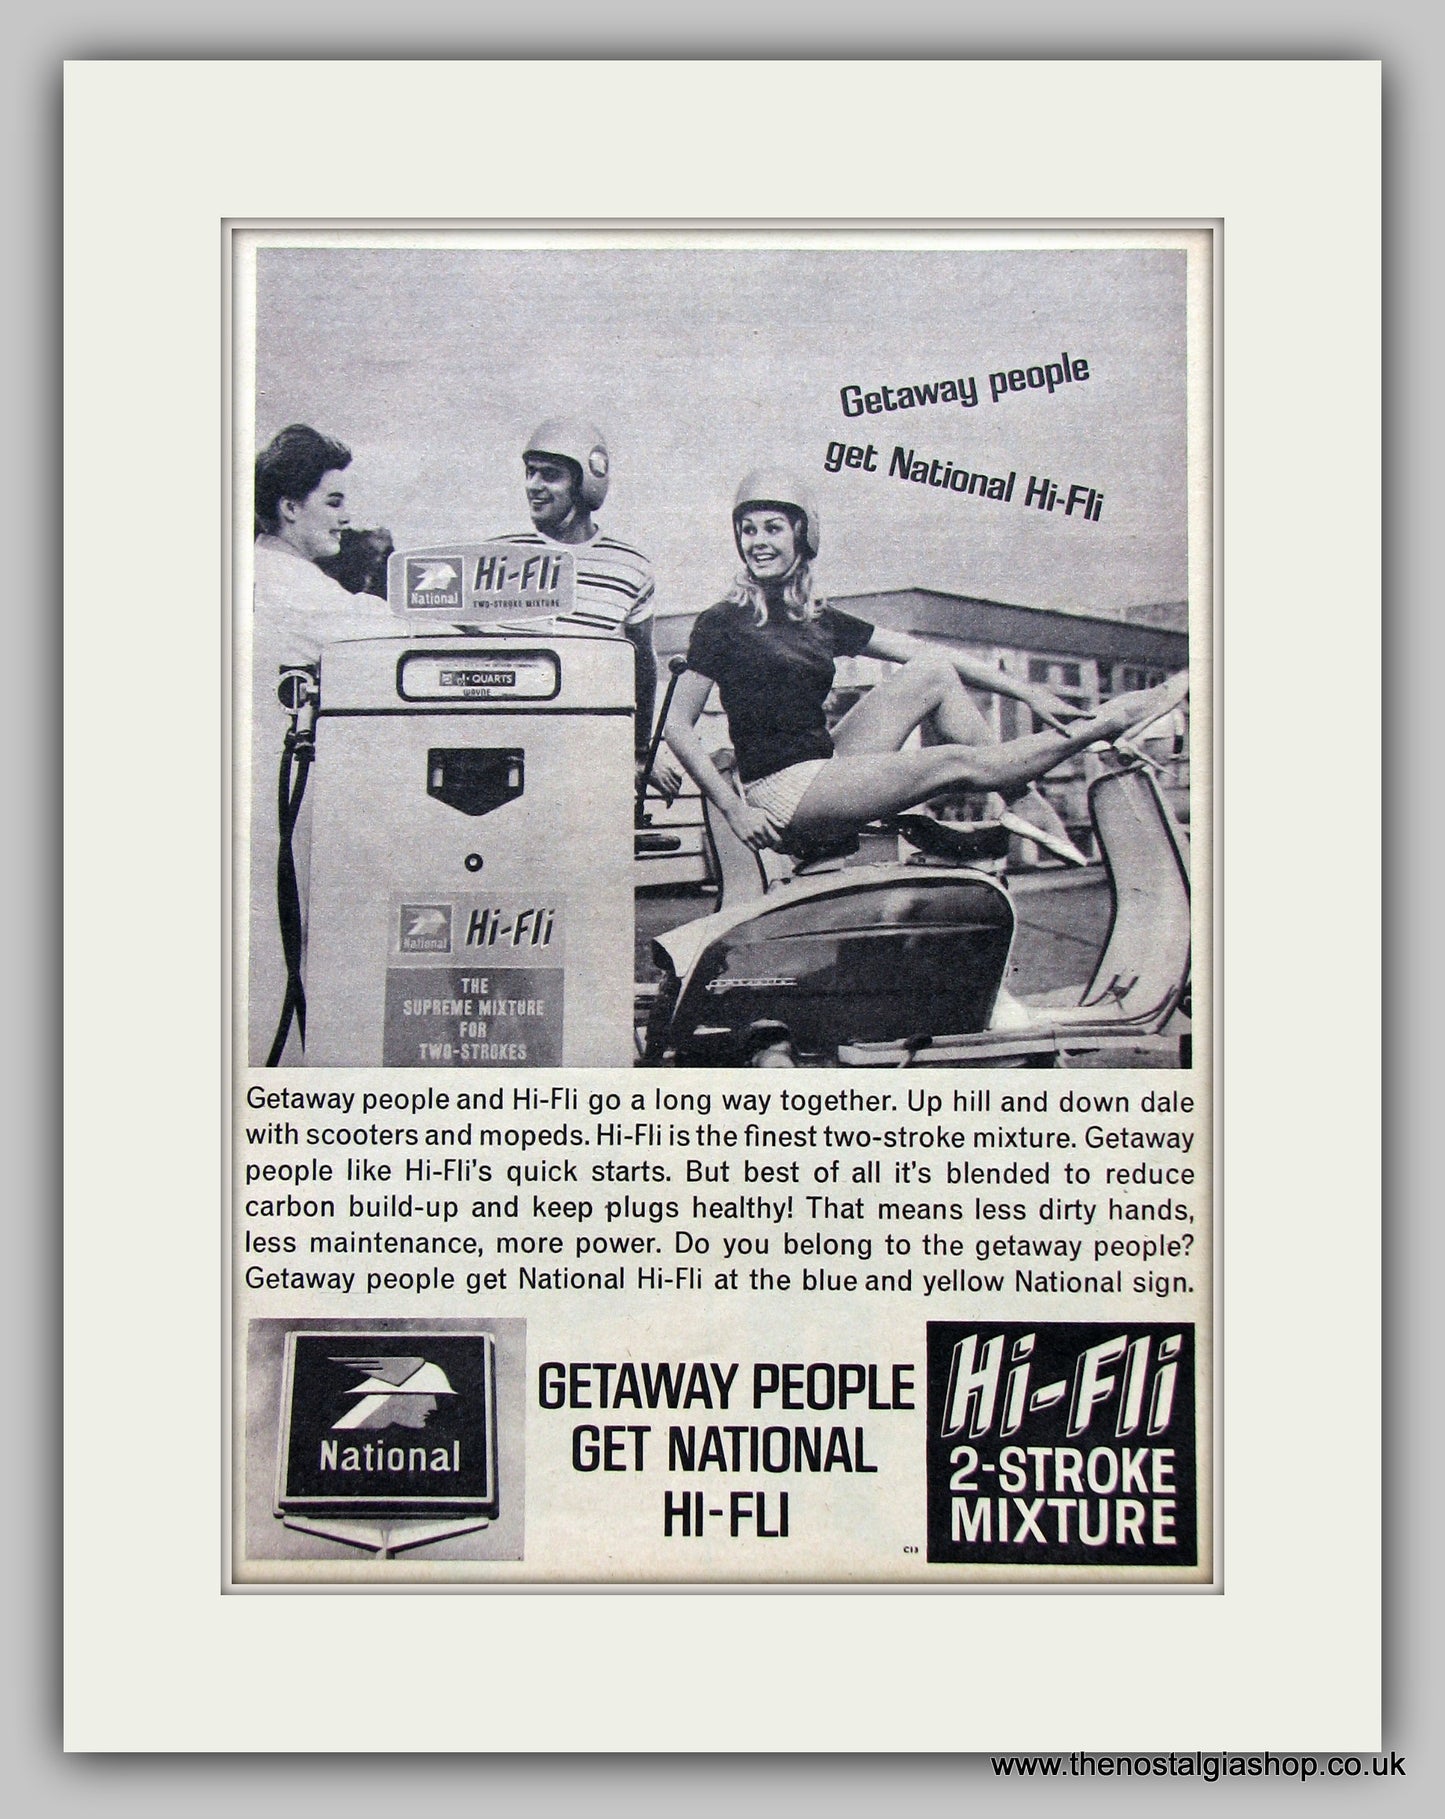 Getaway people
get National Hi-Fli
National
Hi-Fli
TWO-STROKE MIXTURE
QUARTS
WAYNE
National
Hi-Fli
THE
SUPREME MIXTURE
FOR
TWO-STROKES
Getaway people and Hi-Fli go a long way together. Up hill and down dale
with scooters and mopeds. Hi-Fli is the finest two-stroke mixture. Getaway
people like Hi-Fli's quick starts. But best of all it's blended to reduce
carbon build-up and keep plugs healthy! That means less dirty hands,
less maintenance, more power. Do you belong to the getaway people?
Getaway people get National Hi-Fli at the blue and yellow National sign.
National
GETAWAY PEOPLE
GET NATIONAL
HI-FLI
C13
Hi-Fli
2-STROKE
MIXTURE
www.thenostalgiashop.co.uk